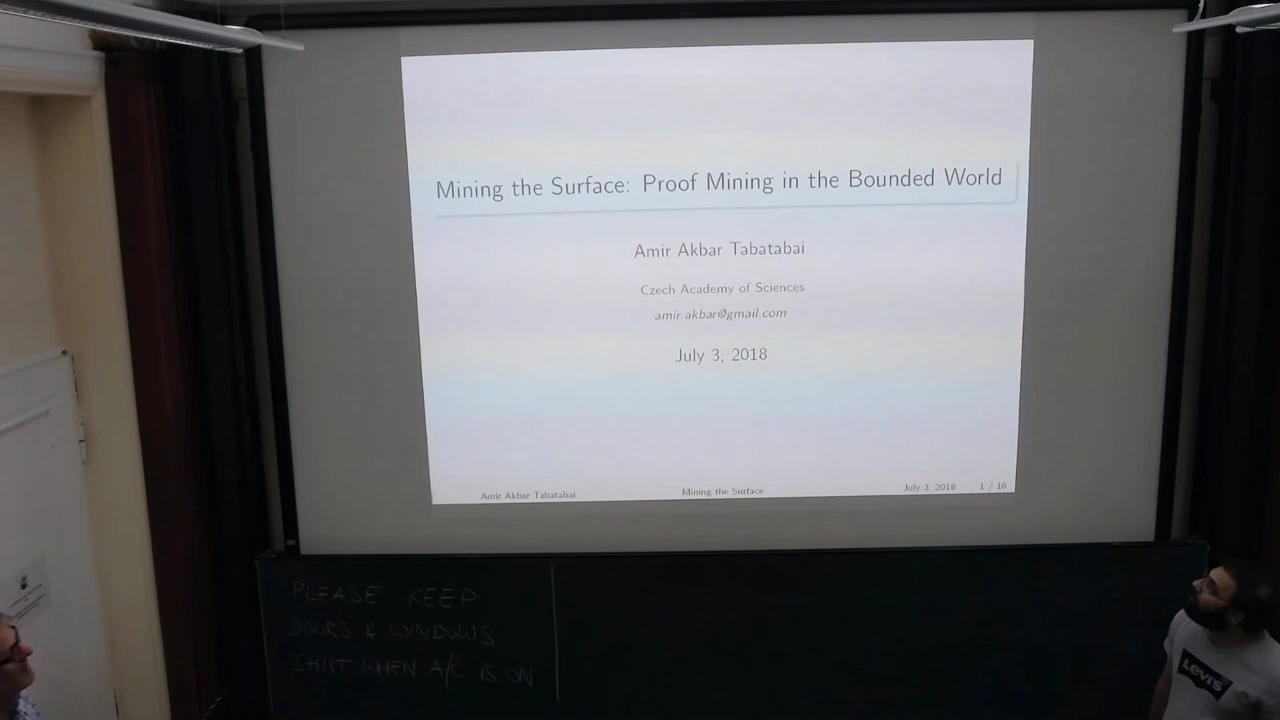 Mining the Surface: Proof Mining in the Bounded World
Amir Akbar Tabatabai
Czech Academy of Sciences
amir.akbar@gmail.com
July 3, 2018
Amir Akbar Tabatabai Mining the Surface July 3, 2018 1 / 16
PLEASE KEEP
DOORS & WINDOWS
SHUT WHEN A/C IS ON
Levi's